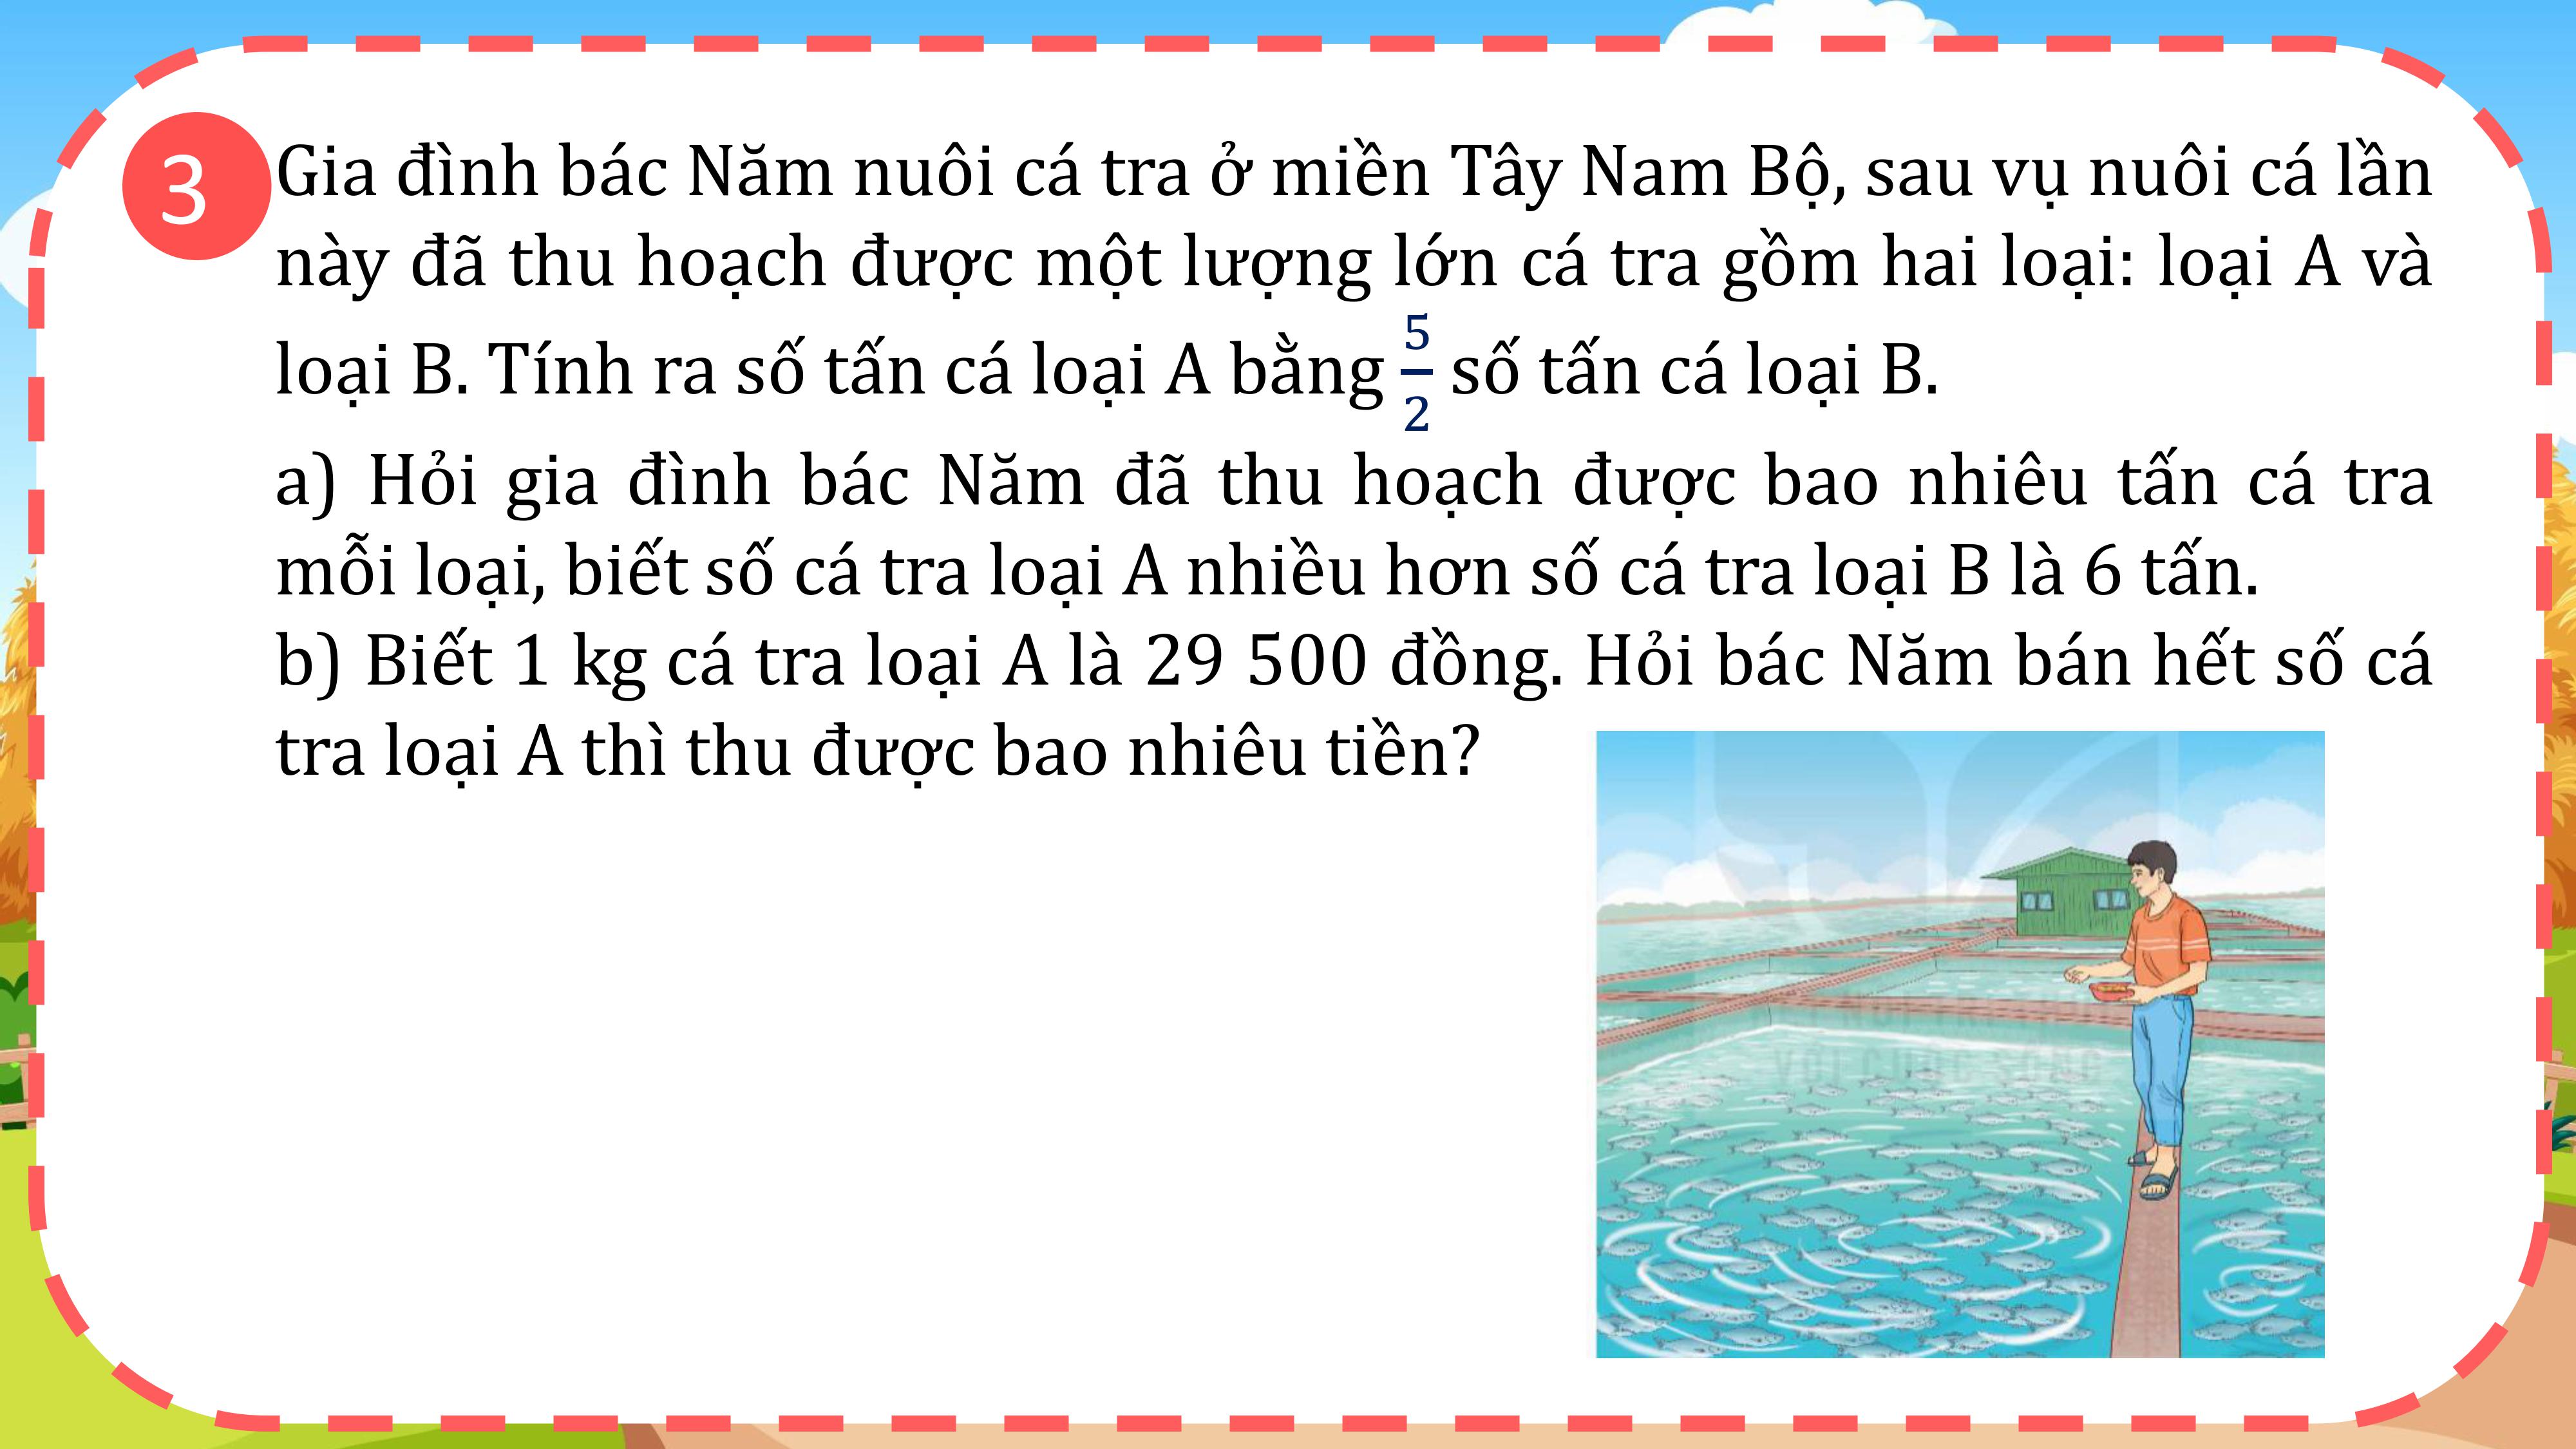 3
Gia đình bác Năm nuôi cá tra ở miền Tây Nam Bộ, sau vụ nuôi cá lần
này đã thu hoạch được một lượng lớn cá tra gồm hai loại: loại A và
loại B. Tính ra số tấn cá loại A bằng 5/2 số tấn cá loại B.
a) Hỏi gia đình bác Năm đã thu hoạch được bao nhiêu tấn cá tra
mỗi loại, biết số cá tra loại A nhiều hơn số cá tra loại B là 6 tấn.
b) Biết 1 kg cá tra loại A là 29 500 đồng. Hỏi bác Năm bán hết số cá
tra loại A thì thu được bao nhiêu tiền?
VỚI CUỘC SỐNG